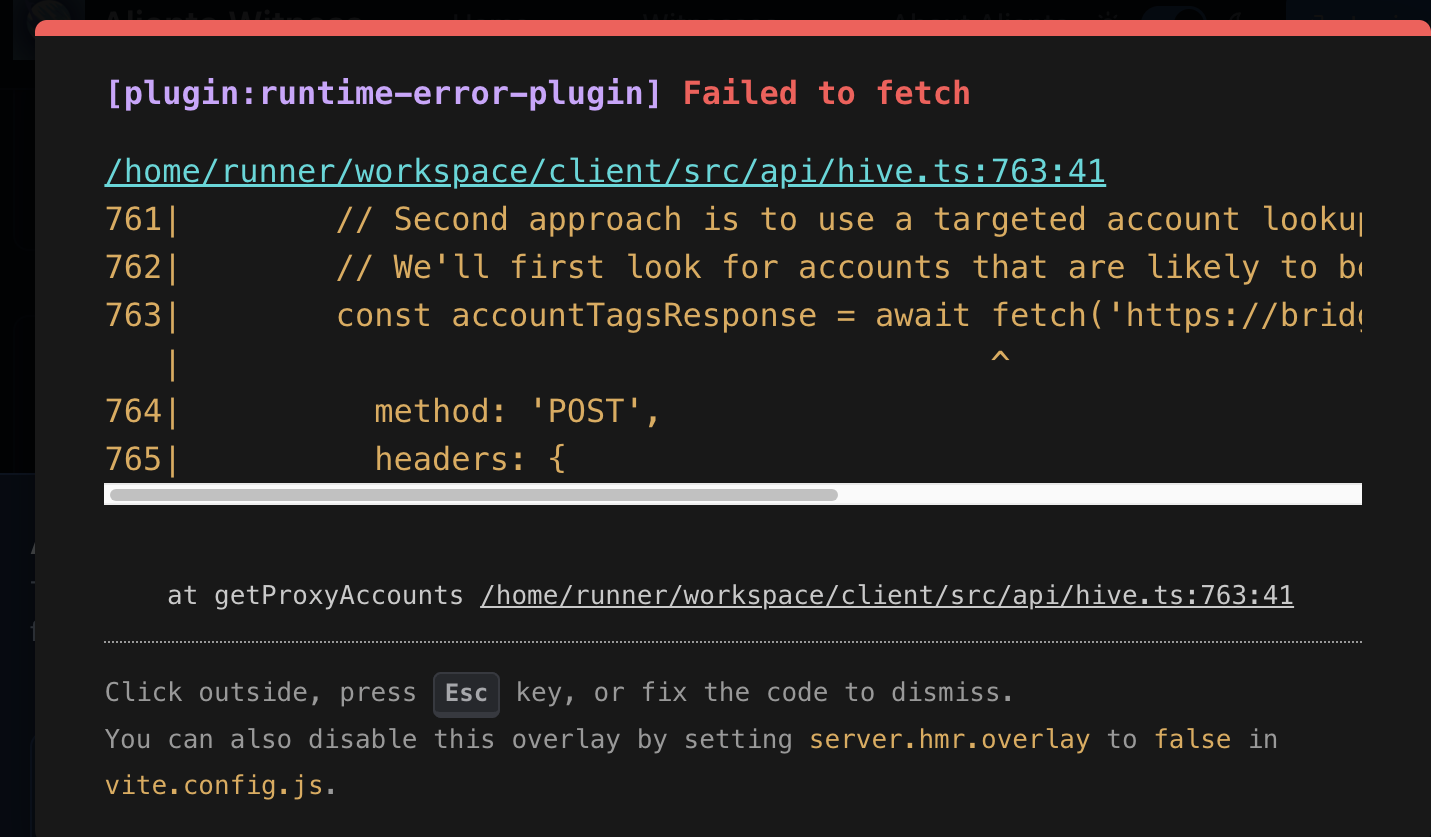 [plugin:runtime-error-plugin] Failed to fetch
/home/runner/workspace/client/src/api/hive.ts:763:41
761|        // Second approach is to use a targeted account lookup
762|        // We'll first look for accounts that are likely to be
763|        const accountTagsResponse = await fetch('https://bridg
   |                                          ^
764|          method: 'POST',
765|          headers: {
at getProxyAccounts /home/runner/workspace/client/src/api/hive.ts:763:41
Click outside, press Esc key, or fix the code to dismiss.
You can also disable this overlay by setting server.hmr.overlay to false in
vite.config.js.